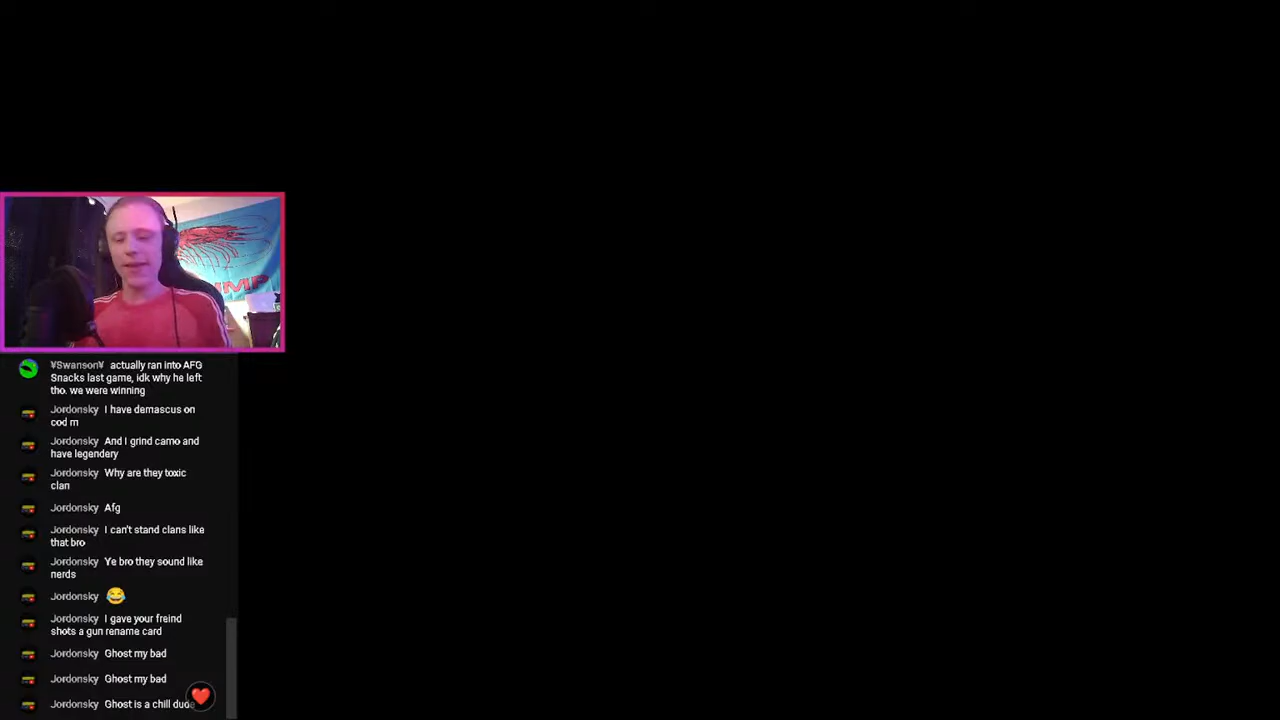 IMP
¥Swanson¥ actually ran into AFG
Snacks last game, idk why he left
tho. we were winning
Jordonsky I have demascus on
cod m
Jordonsky And I grind camo and
have legendery
Jordonsky Why are they toxic
clan
Jordonsky Afg
Jordonsky I can't stand clans like
that bro
Jordonsky Ye bro they sound like
nerds
Jordonsky 😂
Jordonsky I gave your freind
shots a gun rename card
Jordonsky Ghost my bad
Jordonsky Ghost my bad
Jordonsky Ghost is a chill dude